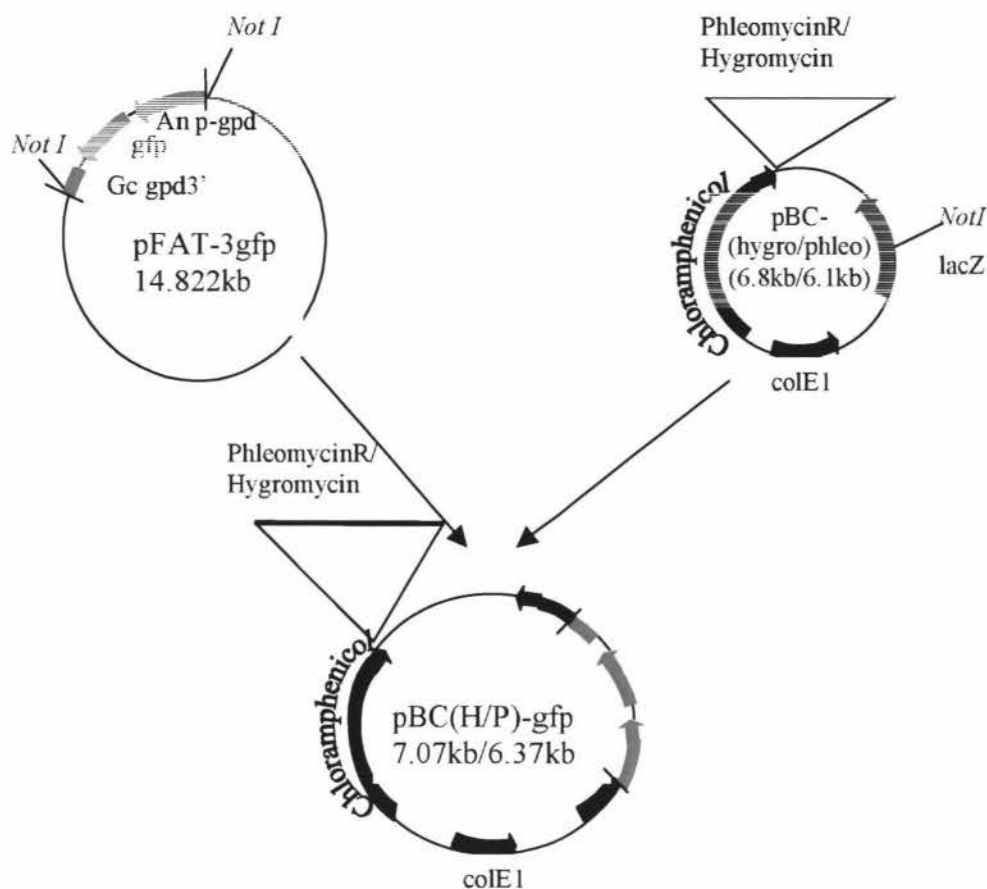 Not I
An p-gpd
gfp
Not I
Gc gpd3'
pFAT-3gfp
14.822kb
PhleomycinR/
Hygromycin
Chloramphenicol
pBC-
(hygro/phleo)
(6.8kb/6.1kb)
NotI
lacZ
colE1
PhleomycinR/
Hygromycin
Chloramphenicol
pBC(H/P)-gfp
7.07kb/6.37kb
colE1